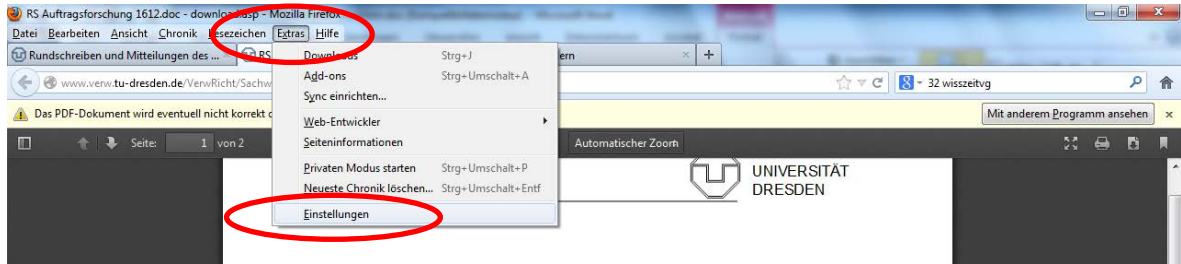 RS Auftragsforschung 1612.doc - download.asp - Mozilla Firefox
Datei Bearbeiten Ansicht Chronik Lesezeichen Extras Hilfe
Rundschreiben und Mitteilungen des ... RS ern +
www.verw.tu-dresden.de/VerwRicht/Sachw 32 wisszeitvg
Das PDF-Dokument wird eventuell nicht korrekt Mit anderem Programm ansehen x
Seite: 1 von 2 Automatischer Zoom
Downloads Strg+J
Add-ons Strg+Umschalt+A
Sync einrichten...
Web-Entwickler
Seiteninformationen
Privaten Modus starten Strg+Umschalt+P
Neueste Chronik löschen... Strg+Umschalt+Entf
Einstellungen
UNIVERSITÄT
DRESDEN